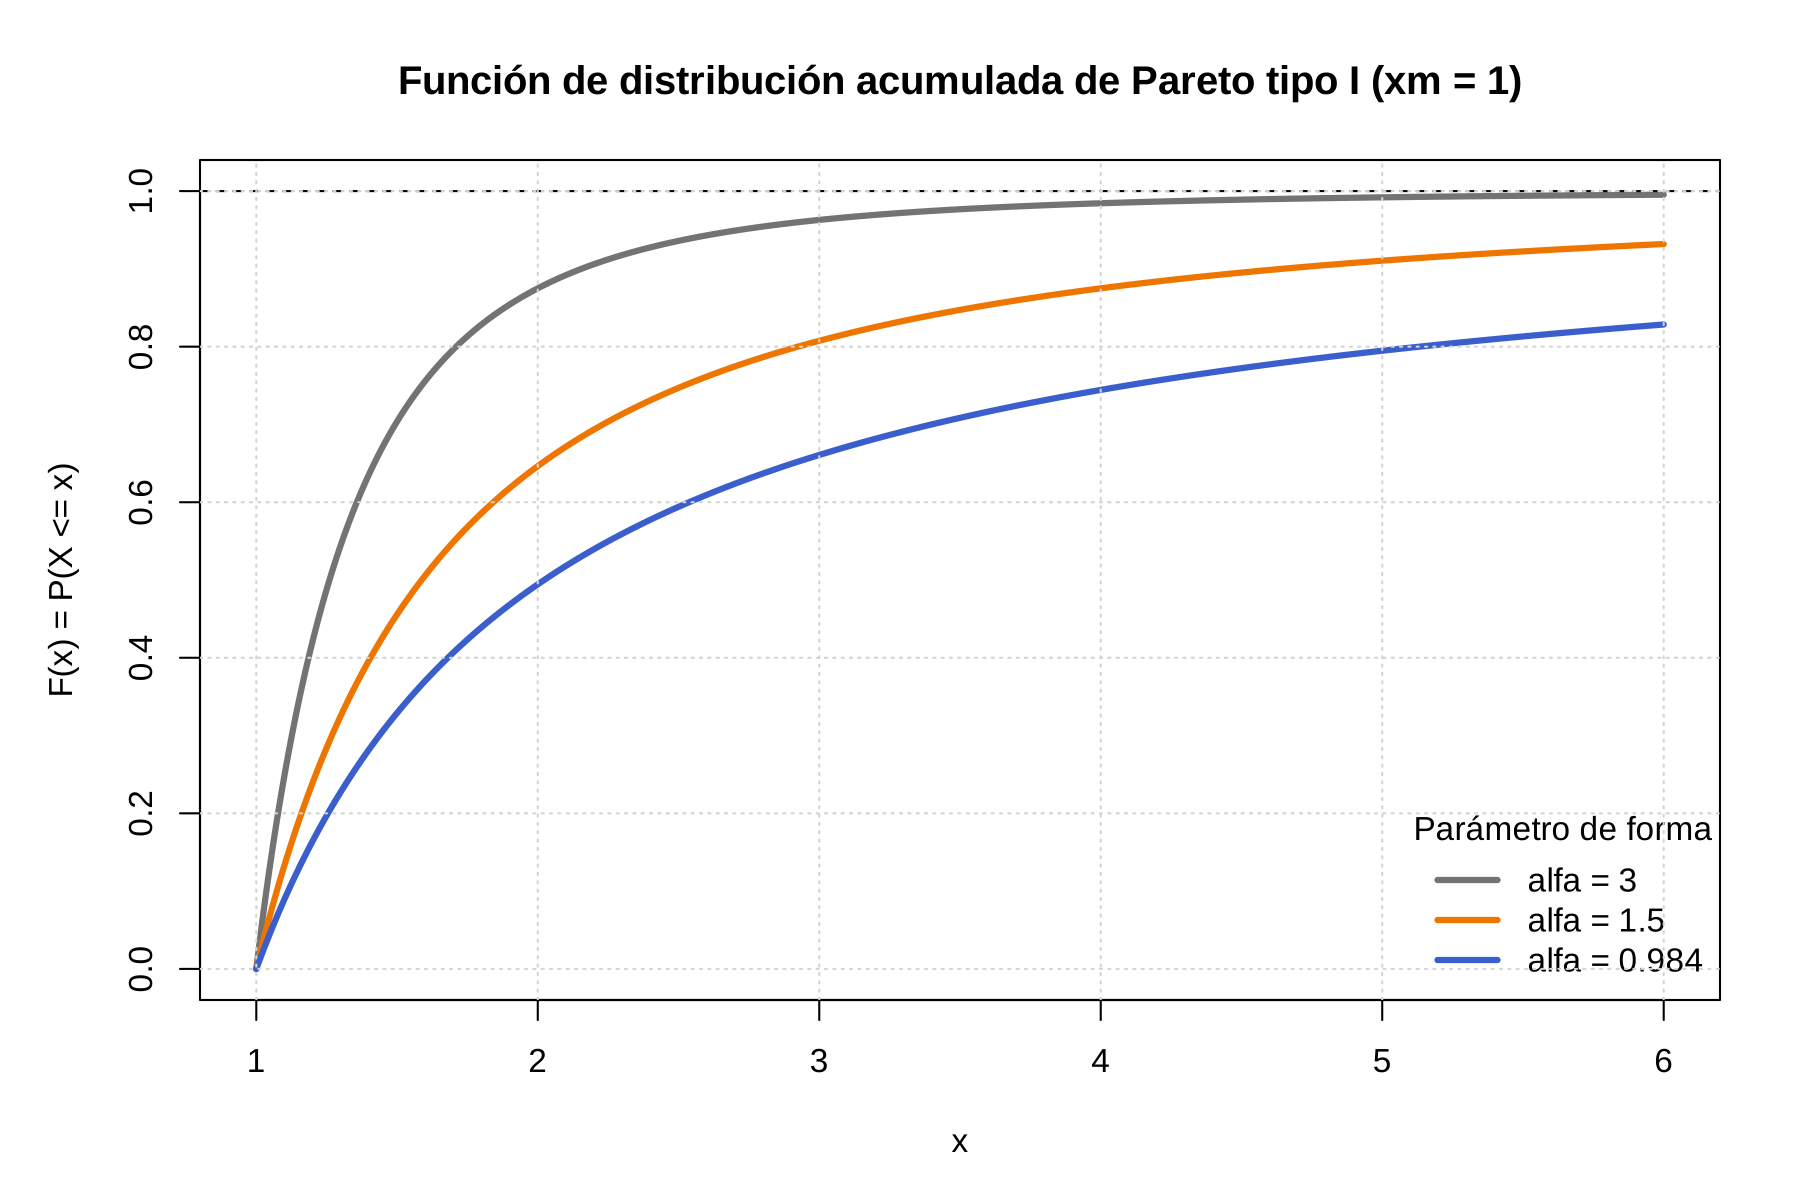 Función de distribución acumulada de Pareto tipo I (xm = 1)
F(x) = P(X <= x)
1.0
0.8
0.6
0.4
0.2
0.0
Parámetro de forma
alfa = 3
alfa = 1.5
alfa = 0.984
1 2 3 4 5 6
x